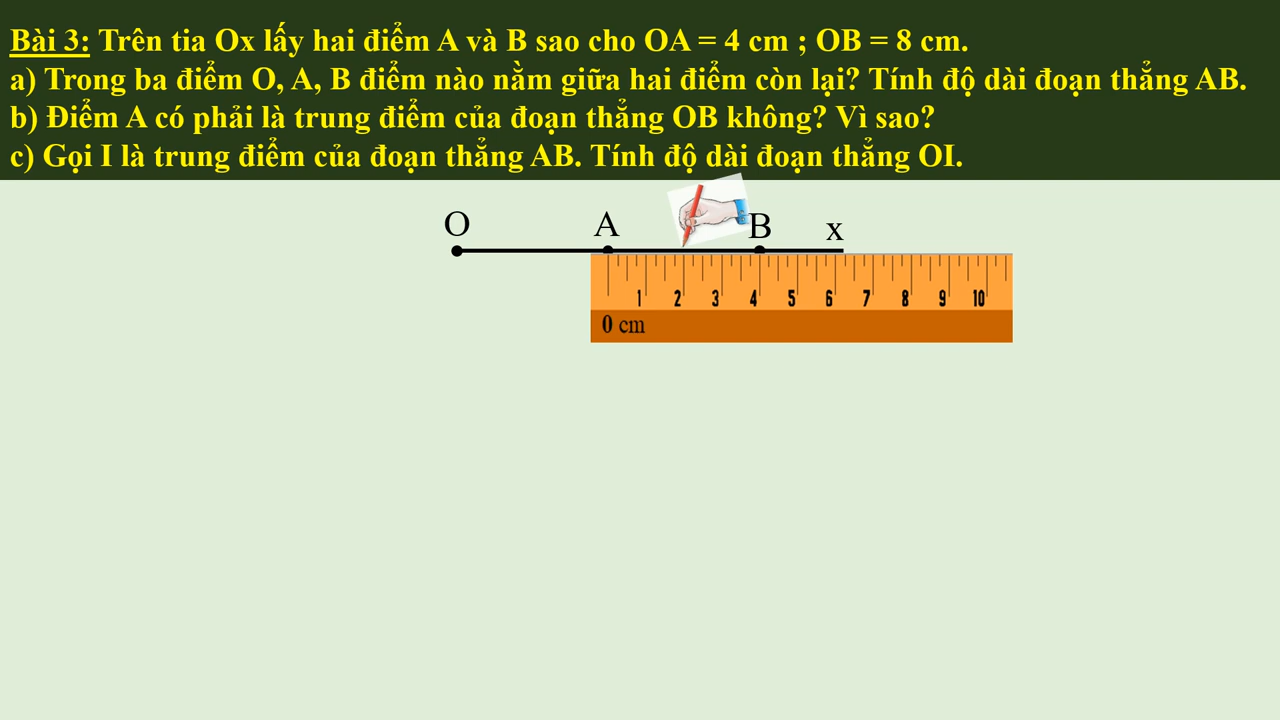 Bài 3: Trên tia Ox lấy hai điểm A và B sao cho OA = 4 cm ; OB = 8 cm.
a) Trong ba điểm O, A, B điểm nào nằm giữa hai điểm còn lại? Tính độ dài đoạn thẳng AB.
b) Điểm A có phải là trung điểm của đoạn thẳng OB không? Vì sao?
c) Gọi I là trung điểm của đoạn thẳng AB. Tính độ dài đoạn thẳng OI.
O A B x
1 2 3 4 5 6 7 8 9 10
0 cm